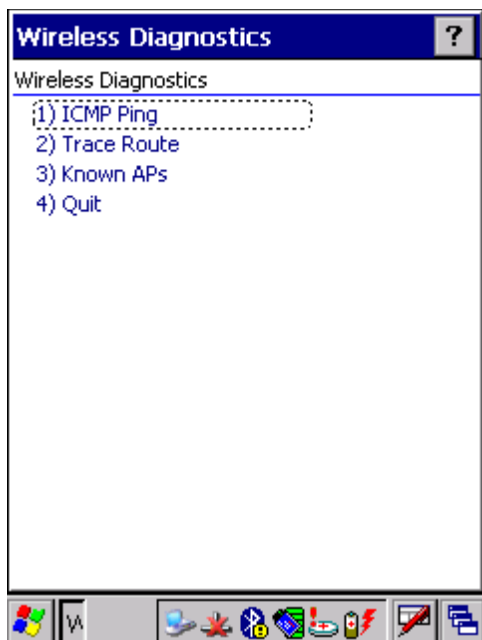 Wireless Diagnostics ?
Wireless Diagnostics
1) ICMP Ping
2) Trace Route
3) Known APs
4) Quit